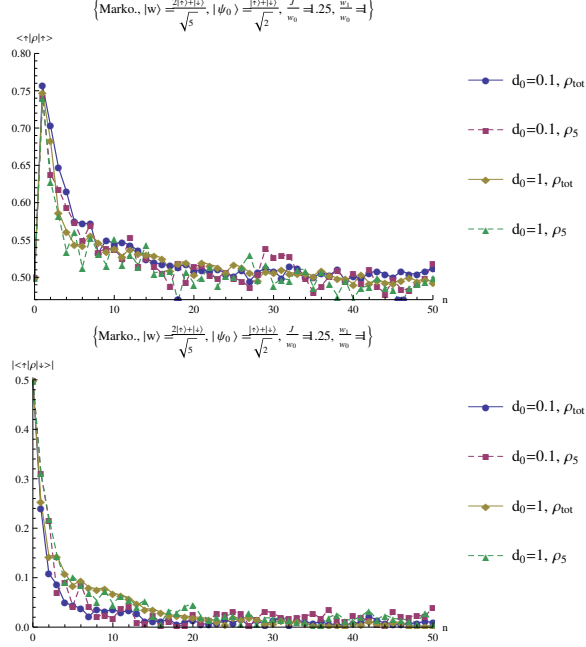 {Marko., |w⟩ = 2|↑⟩+|↓⟩/√5, |ψ0⟩ = |↑⟩+|↓⟩/√2, J/w0 = 1.25, w1/w0 = 1}
<↑|ρ|↑>
0.80
0.75
0.70
0.65
0.60
0.55
0.50
0 10 20 30 40 50 n
d0=0.1, ρtot
d0=0.1, ρ5
d0=1, ρtot
d0=1, ρ5
{Marko., |w⟩ = 2|↑⟩+|↓⟩/√5, |ψ0⟩ = |↑⟩+|↓⟩/√2, J/w0 = 1.25, w1/w0 = 1}
|<↑|ρ|↓>|
0.5
0.4
0.3
0.2
0.1
0.0
0 10 20 30 40 50 n
d0=0.1, ρtot
d0=0.1, ρ5
d0=1, ρtot
d0=1, ρ5